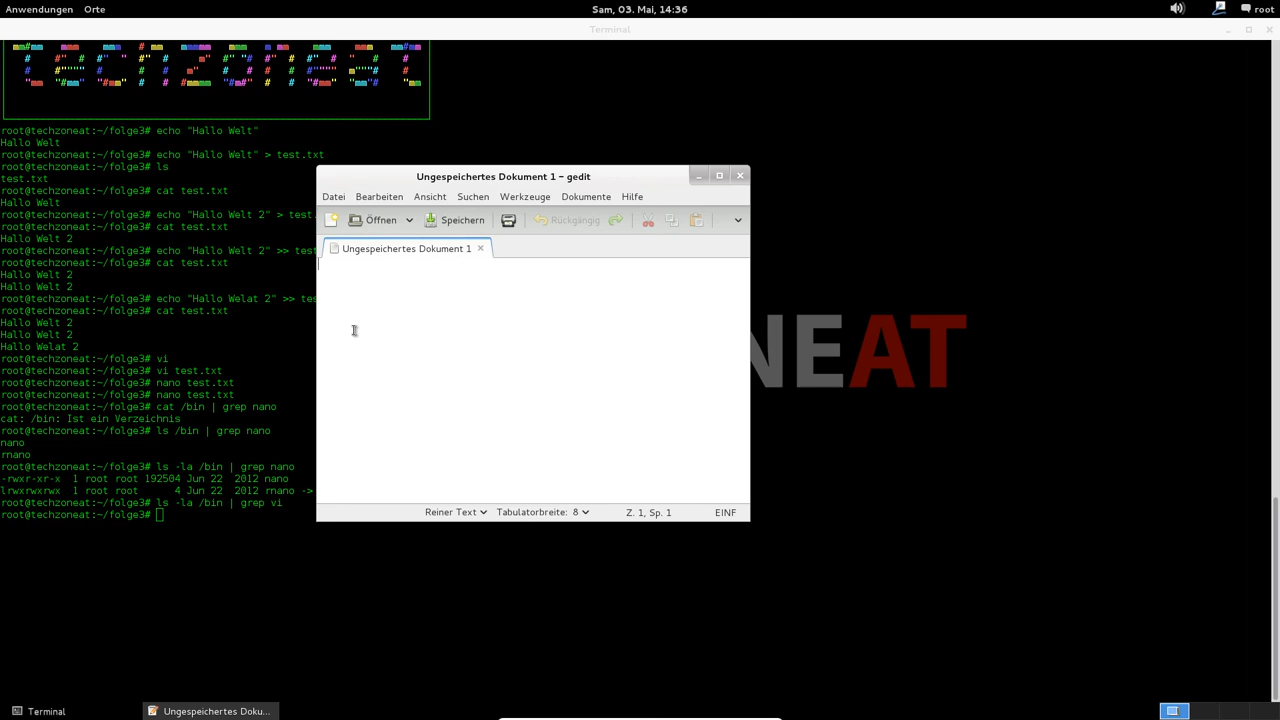 Anwendungen Orte Sam, 03. Mai, 14:36 root
Terminal
techzoneat
root@techzoneat:~/folge3# echo "Hallo Welt"
Hallo Welt
root@techzoneat:~/folge3# echo "Hallo Welt" > test.txt
root@techzoneat:~/folge3# ls
test.txt
root@techzoneat:~/folge3# cat test.txt
Hallo Welt
root@techzoneat:~/folge3# echo "Hallo Welt 2" > test.
root@techzoneat:~/folge3# cat test.txt
Hallo Welt 2
root@techzoneat:~/folge3# echo "Hallo Welt 2" >> test
root@techzoneat:~/folge3# cat test.txt
Hallo Welt 2
Hallo Welt 2
root@techzoneat:~/folge3# echo "Hallo Welat 2" >> tes
root@techzoneat:~/folge3# cat test.txt
Hallo Welt 2
Hallo Welt 2
Hallo Welat 2
root@techzoneat:~/folge3# vi
root@techzoneat:~/folge3# vi test.txt
root@techzoneat:~/folge3# nano test.txt
root@techzoneat:~/folge3# nano test.txt
root@techzoneat:~/folge3# cat /bin | grep nano
cat: /bin: Ist ein Verzeichnis
root@techzoneat:~/folge3# ls /bin | grep nano
nano
rnano
root@techzoneat:~/folge3# ls -la /bin | grep nano
-rwxr-xr-x 1 root root 192504 Jun 22 2012 nano
lrwxrwxrwx 1 root root 4 Jun 22 2012 rnano ->
root@techzoneat:~/folge3# ls -la /bin | grep vi
root@techzoneat:~/folge3#
Ungespeichertes Dokument 1 - gedit
Datei Bearbeiten Ansicht Suchen Werkzeuge Dokumente Hilfe
Öffnen Speichern Rückgängig
Ungespeichertes Dokument 1
Reiner Text Tabulatorbreite: 8 Z. 1, Sp. 1 EINF
NEAT
Terminal Ungespeichertes Doku...